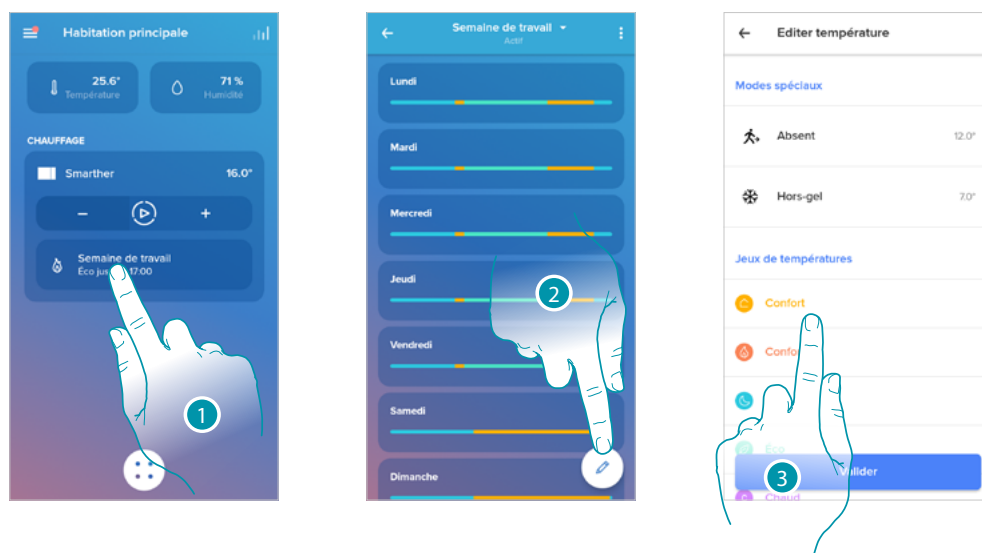 Habitation principale
25.6°
Température
71 %
Humidité
CHAUFFAGE
Smarther
16.0°
Semaine de travail
Éco 17:00
1
Semaine de travail
Actif
Lundi
Mardi
Mercredi
Jeudi
Vendredi
Samedi
Dimanche
2
Editer température
Modes spéciaux
Absent
12.0°
Hors-gel
7.0°
Jeux de températures
Confort
Eco
Valider
Chaud
3